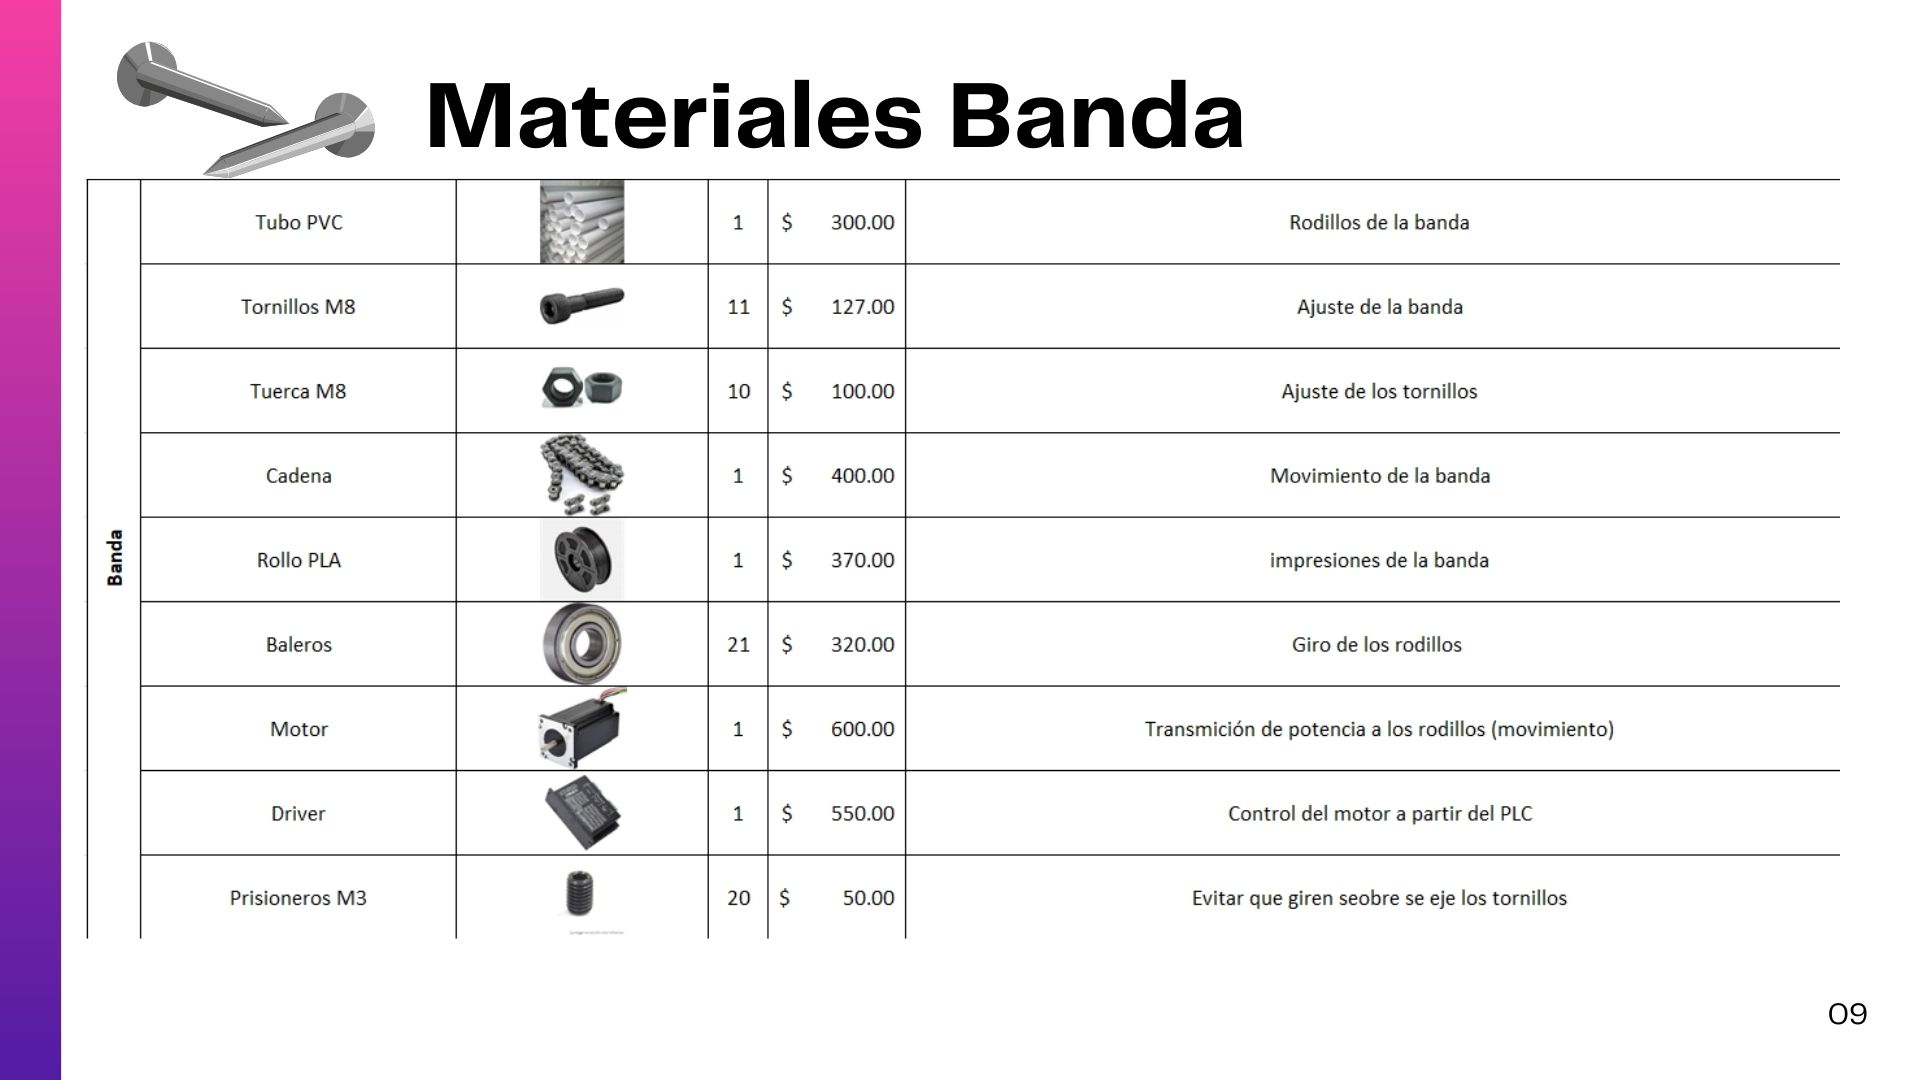 Materiales Banda
Banda
Tubo PVC 1 $ 300.00 Rodillos de la banda
Tornillos M8 11 $ 127.00 Ajuste de la banda
Tuerca M8 10 $ 100.00 Ajuste de los tornillos
Cadena 1 $ 400.00 Movimiento de la banda
Rollo PLA 1 $ 370.00 impresiones de la banda
Baleros 21 $ 320.00 Giro de los rodillos
Motor 1 $ 600.00 Transmición de potencia a los rodillos (movimiento)
Driver 1 $ 550.00 Control del motor a partir del PLC
Prisioneros M3 20 $ 50.00 Evitar que giren seobre se eje los tornillos
09